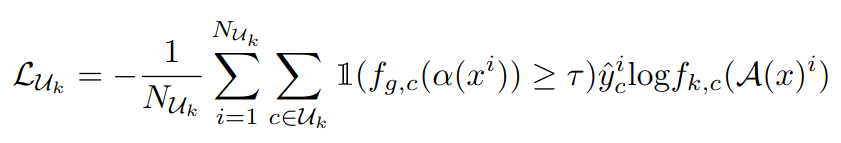 $\mathcal{L}_{\mathcal{U}_k} = -\frac{1}{N_{\mathcal{U}_k}} \sum_{i=1}^{N_{\mathcal{U}_k}} \sum_{c \in \mathcal{U}_k} \mathbb{1}(f_{g,c}(\alpha(x^i)) \geq \tau) \hat{y}_c^i \mathrm{log} f_{k,c}(\mathcal{A}(x)^i)$